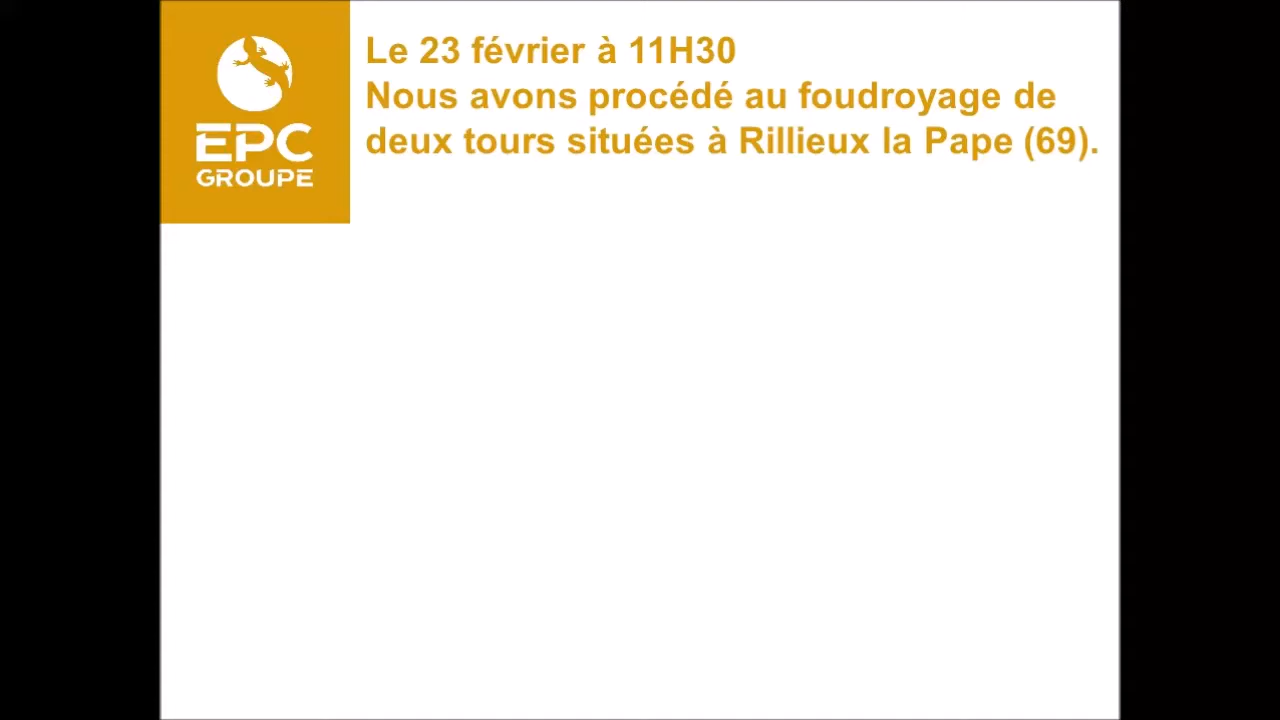 EPC
GROUPE
Le 23 février à 11H30
Nous avons procédé au foudroyage de
deux tours situées à Rillieux la Pape (69).